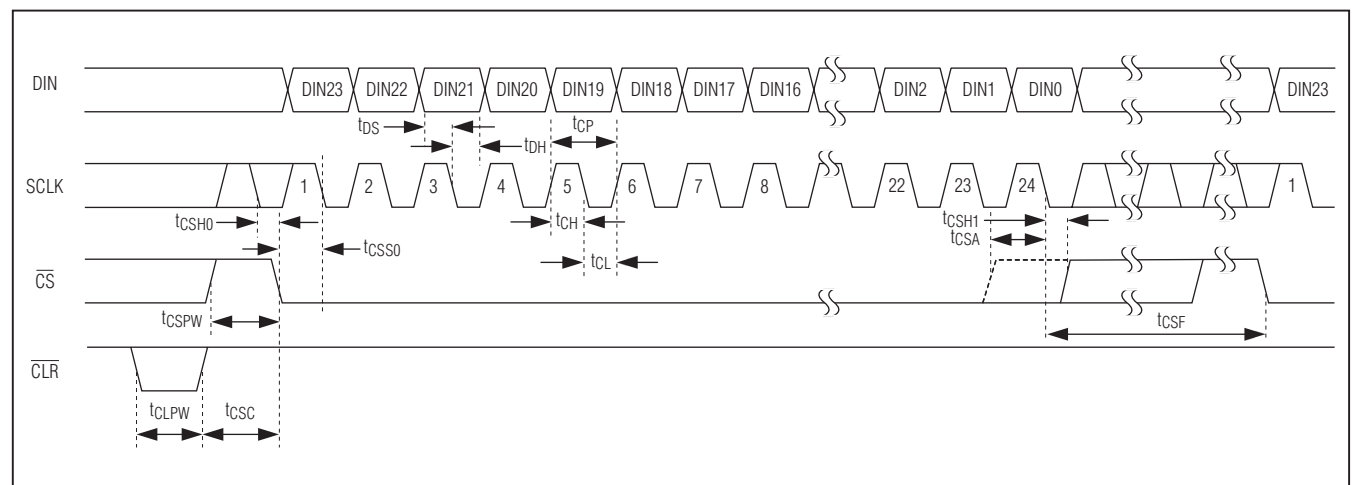 DIN DIN23 DIN22 DIN21 DIN20 DIN19 DIN18 DIN17 DIN16 DIN2 DIN1 DIN0 DIN23
tDS tCP
tDH
SCLK 1 2 3 4 5 6 7 8 22 23 24 1
tCSH0 tCH tCSH1
tCSS0 tCSA
tCL
CS
tCSPW tCSF
CLR
tCLPW tCSC